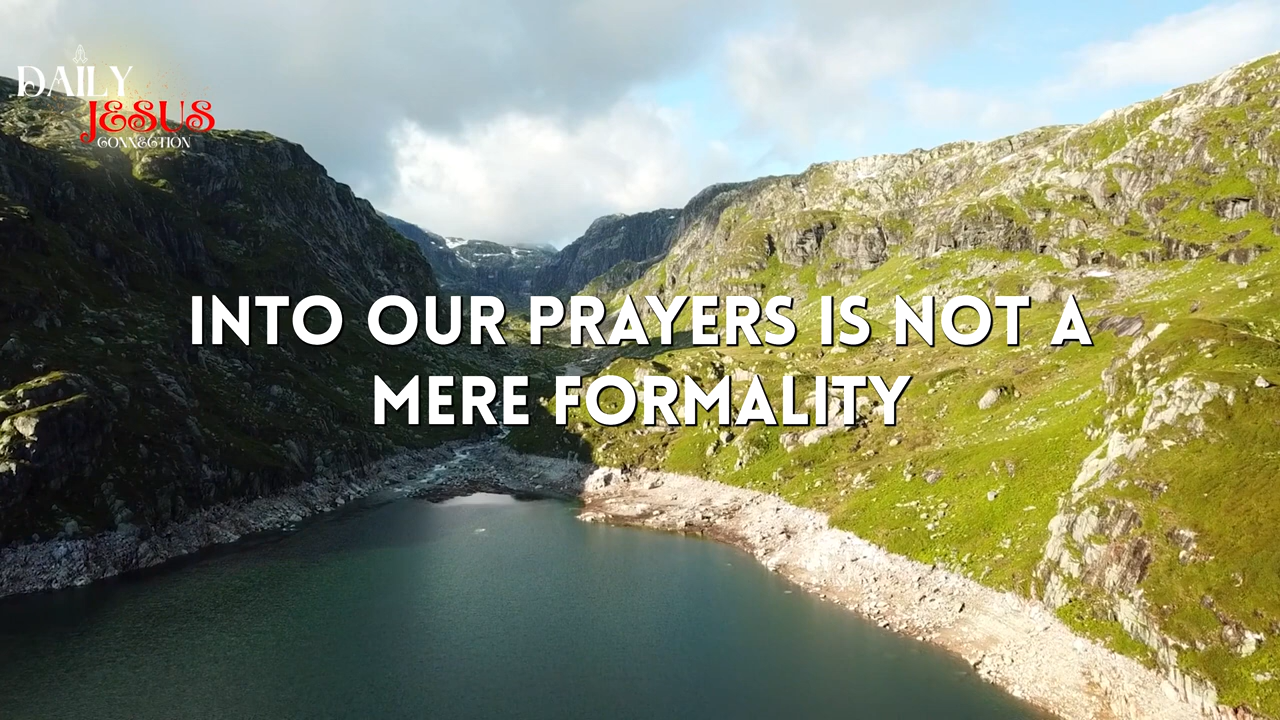 DAILY
JESUS
CONNECTION
INTO OUR PRAYERS IS NOT A
MERE FORMALITY